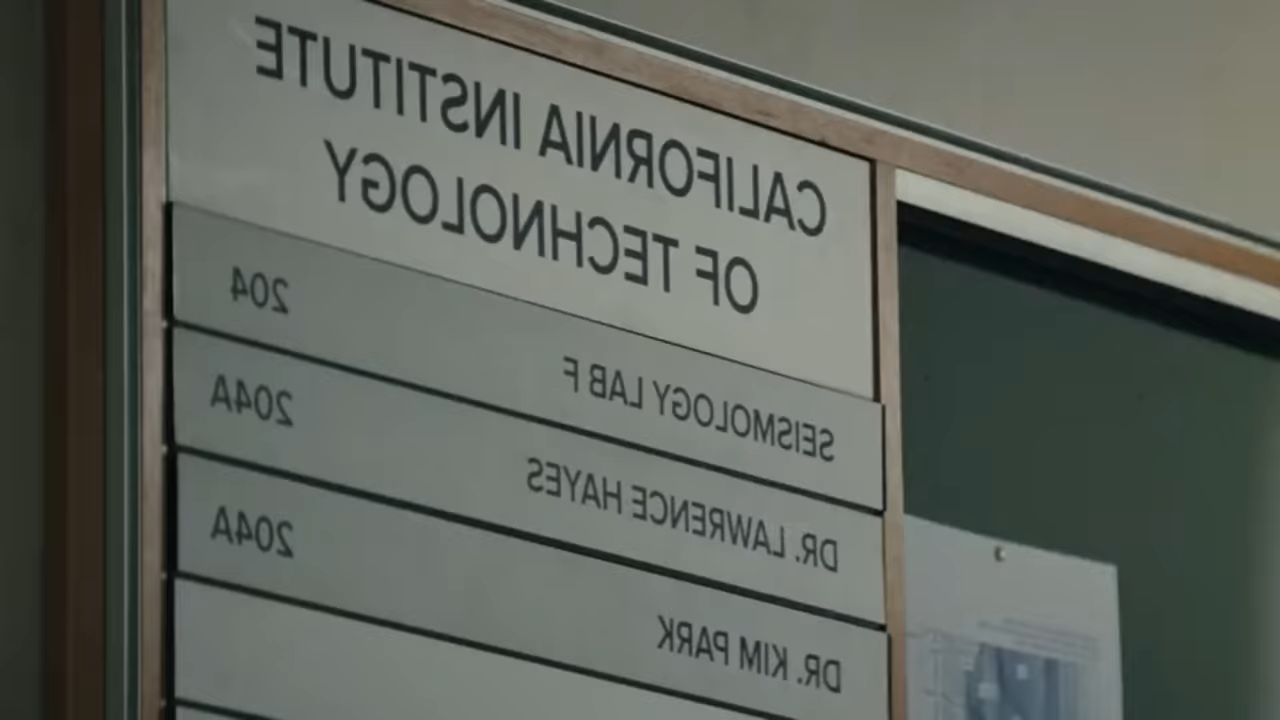 CALIFORNIA INSTITUTE
OF TECHNOLOGY
SEISMOLOGY LAB F 204
DR. LAWRENCE HAYES 204A
DR. KIM PARK 204A